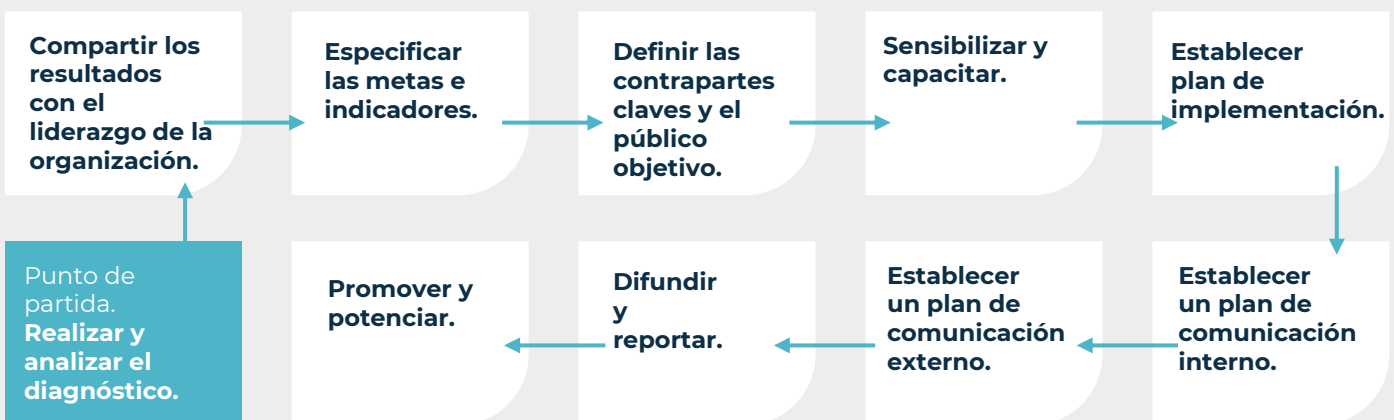 Compartir los
resultados
con el
liderazgo de la
organización.
Especificar
las metas e
indicadores.
Definir las
contrapartes
claves y el
público
objetivo.
Sensibilizar y
capacitar.
Establecer
plan de
implementación.
Punto de
partida.
Realizar y
analizar el
diagnóstico.
Promover y
potenciar.
Difundir
y
reportar.
Establecer
un plan de
comunicación
externo.
Establecer
un plan de
comunicación
interno.